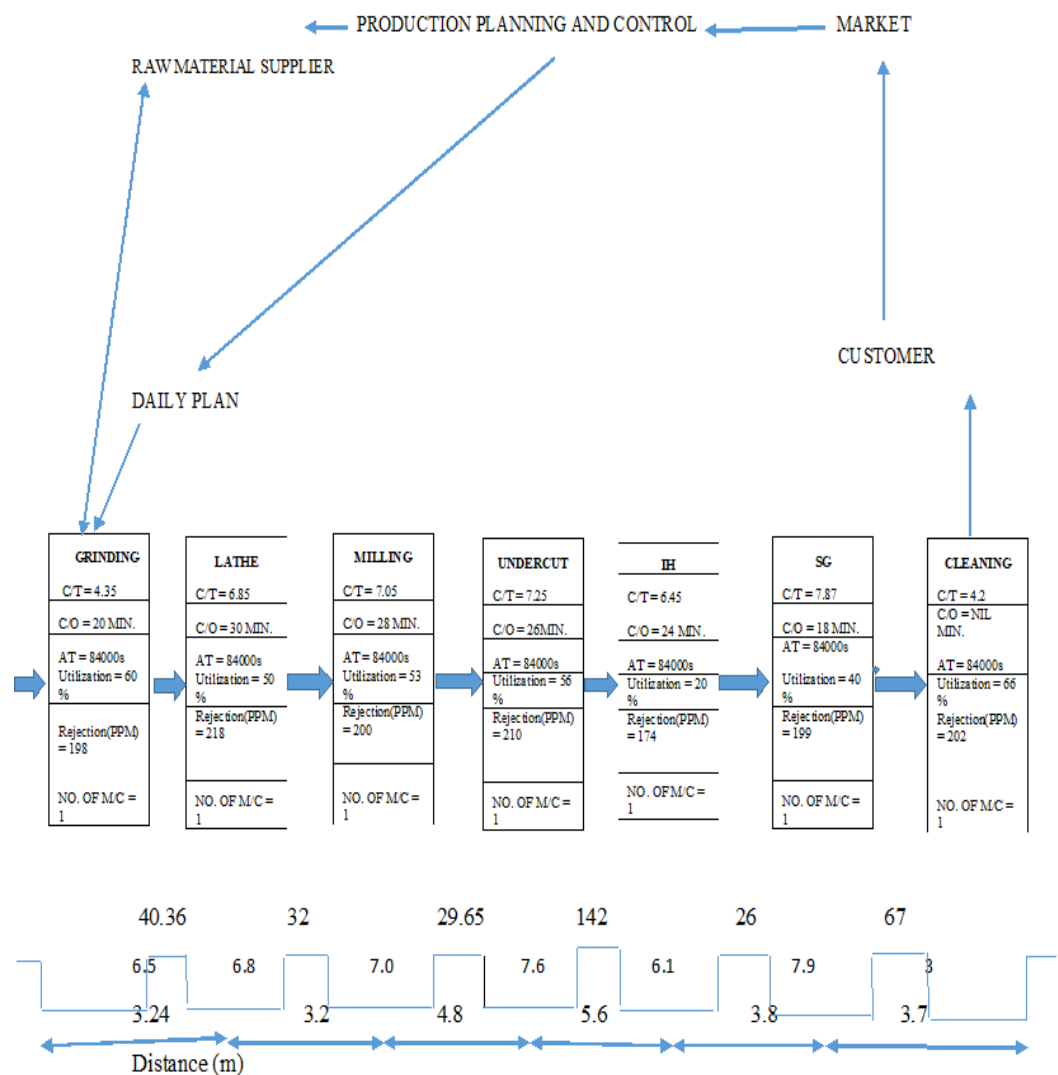 PRODUCTION PLANNING AND CONTROL
MARKET
RAW MATERIAL SUPPLIER
CUSTOMER
DAILY PLAN
GRINDING
C/T = 4.35
C/O = 20 MIN.
AT = 84000s
Utilization = 60
%
Rejection(PPM)
= 198
NO. OF M/C =
1
LATHE
C/T = 6.85
C/O = 30 MIN.
AT = 84000s
Utilization = 50
%
Rejection(PPM)
= 218
NO. OF M/C =
1
MILLING
C/T = 7.05
C/O = 28 MIN.
AT = 84000s
Utilization = 53
%
Rejection(PPM)
= 200
NO. OF M/C =
1
UNDERCUT
C/T = 7.25
C/O = 26MIN.
AT = 84000s
Utilization = 56
%
Rejection(PPM)
= 210
NO. OF M/C =
1
IH
C/T = 6.45
C/O = 24 MIN.
AT = 84000s
Utilization = 20
%
Rejection(PPM)
= 174
NO. OF M/C =
1
SG
C/T = 7.87
C/O = 18 MIN.
AT = 84000s
Utilization = 40
%
Rejection(PPM)
= 199
NO. OF M/C =
1
CLEANING
C/T = 4.2
C/O = NIL
MIN.
AT = 84000s
Utilization = 66
%
Rejection(PPM)
= 202
NO. OF M/C =
1
40.36 32 29.65 142 26 67
6.5 6.8 7.0 7.6 6.1 7.9 3
3.24 3.2 4.8 5.6 3.8 3.7
Distance (m)